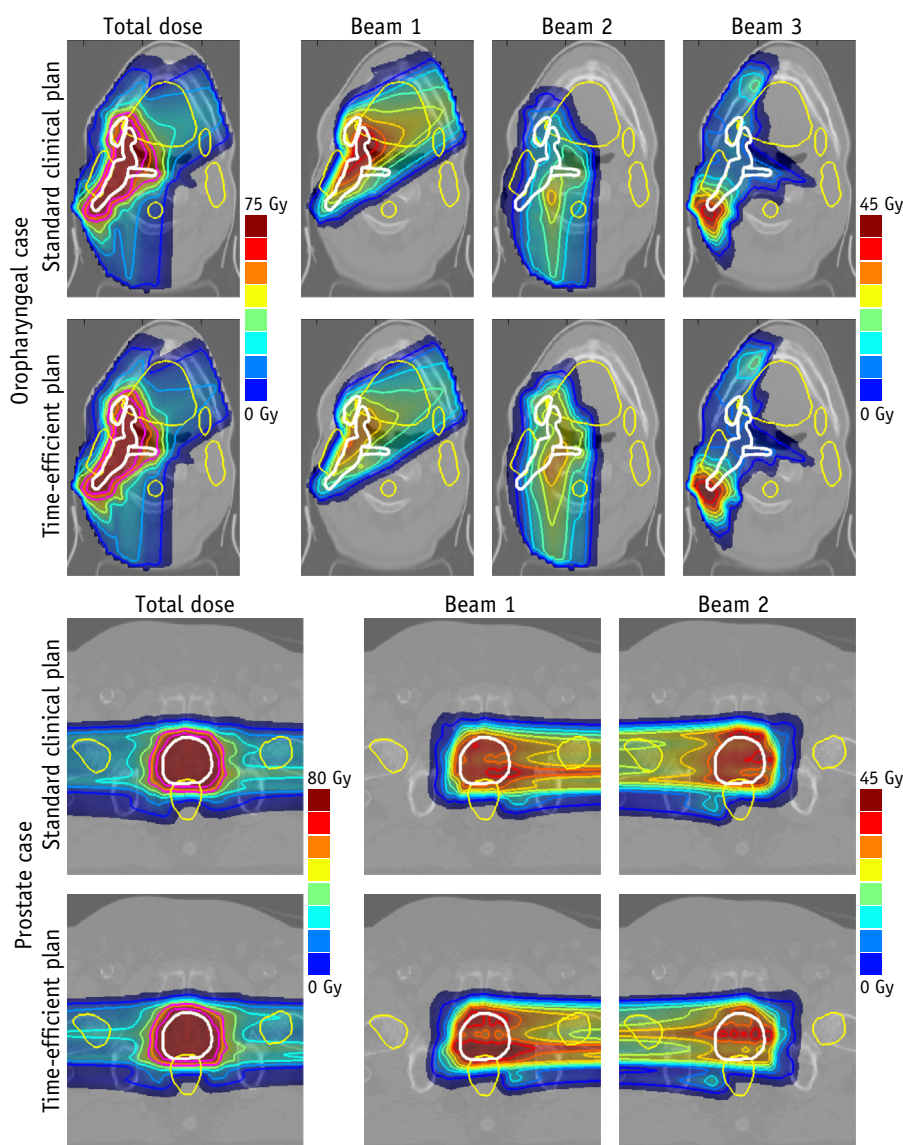 Total dose
Beam 1
Beam 2
Beam 3
Oropharyngeal case
Standard clinical plan
75 Gy
0 Gy
45 Gy
0 Gy
Time-efficient plan
Total dose
Beam 1
Beam 2
Prostate case
Standard clinical plan
80 Gy
0 Gy
45 Gy
0 Gy
Time-efficient plan